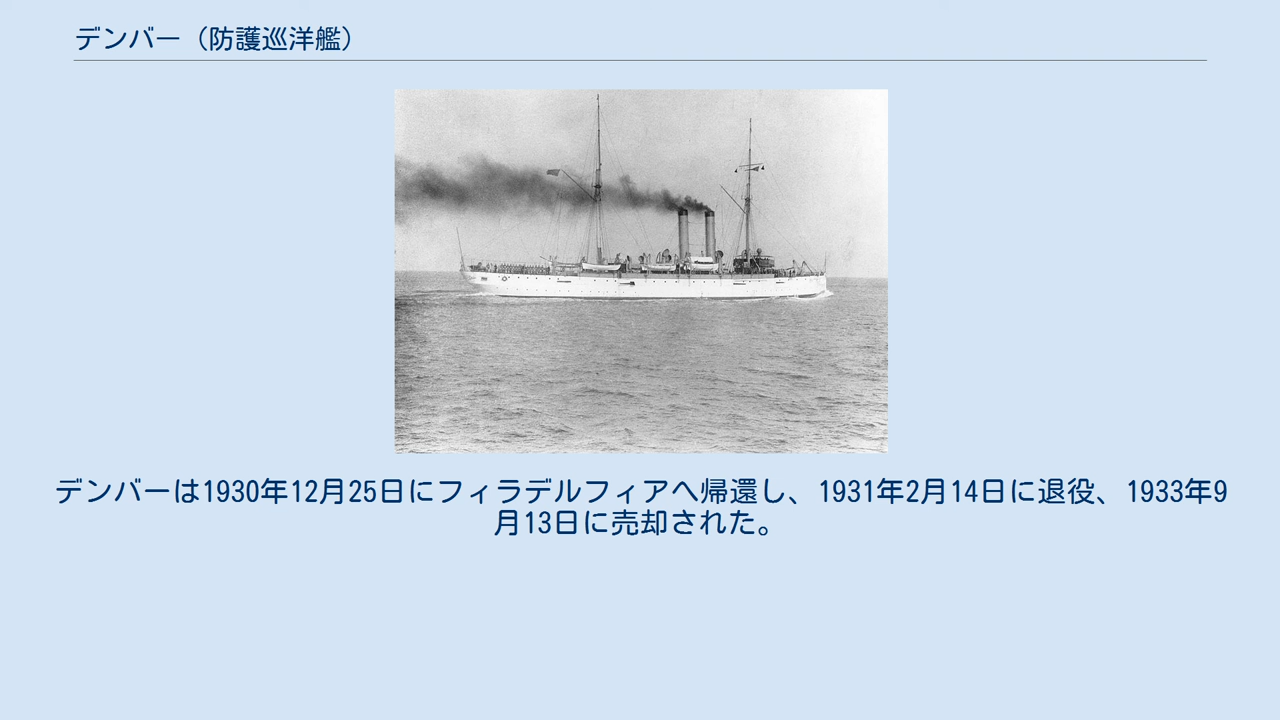 デンバー（防護巡洋艦）
デンバーは1930年12月25日にフィラデルフィアへ帰還し、1931年2月14日に退役、1933年9
月13日に売却された。